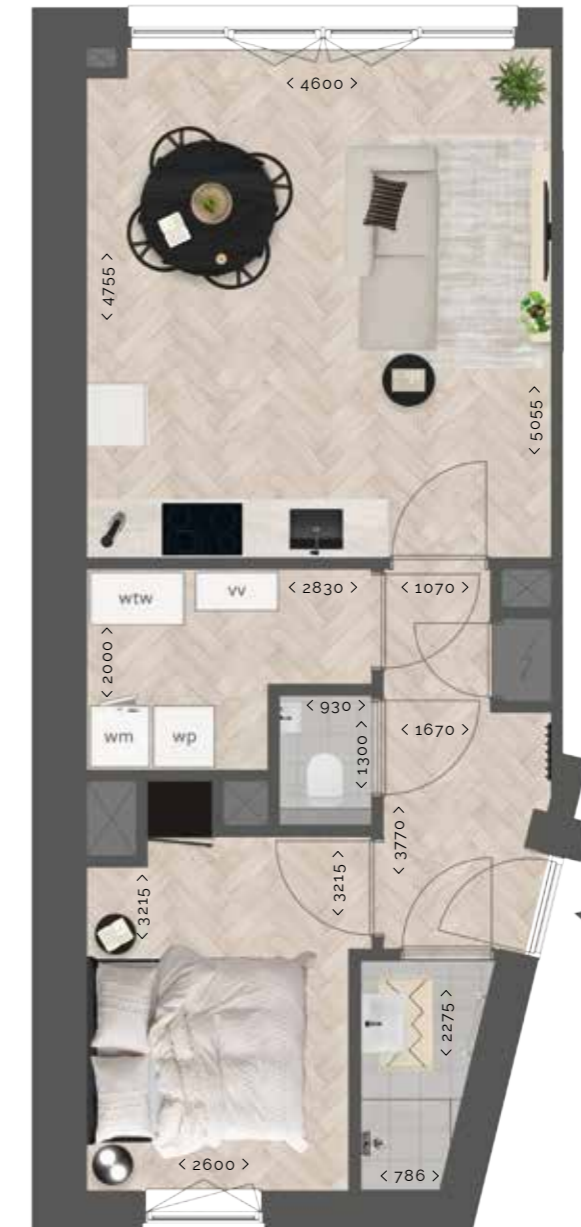 < 4600 >
< 4755 >
< 5055 >
wtw
vv
< 2830 >
< 1070 >
< 2000 >
wm
wp
< 930 >
< 1300 >
< 1670 >
< 3770 >
< 3215 >
< 3215 >
< 2275 >
< 2600 >
< 786 >